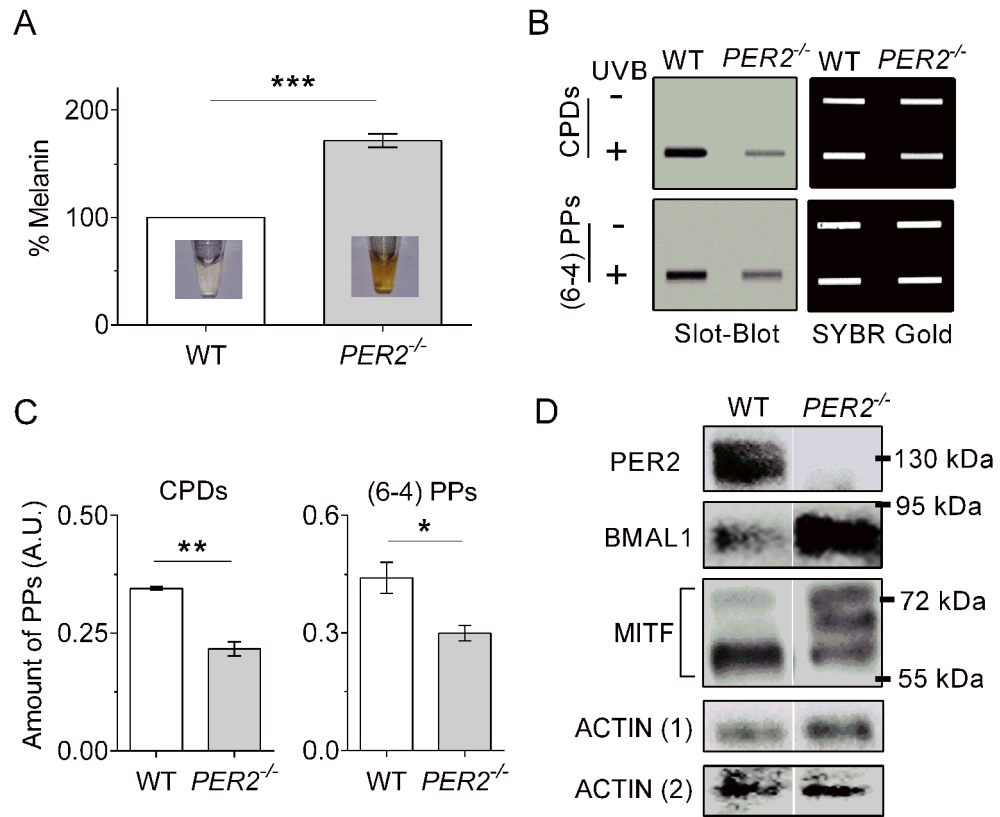 A
% Melanin
200
100
0
***
WT
PER2-/-
B
UVB
WT PER2-/-
WT PER2-/-
CPDs
-
+
(6-4) PPs
-
+
Slot-Blot
SYBR Gold
C
Amount of PPs (A.U.)
CPDs
0.50
0.25
0.00
**
WT PER2-/-
(6-4) PPs
0.6
0.3
0.0
*
WT PER2-/-
D
WT PER2-/-
PER2
130 kDa
95 kDa
BMAL1
MITF
72 kDa
55 kDa
ACTIN (1)
ACTIN (2)